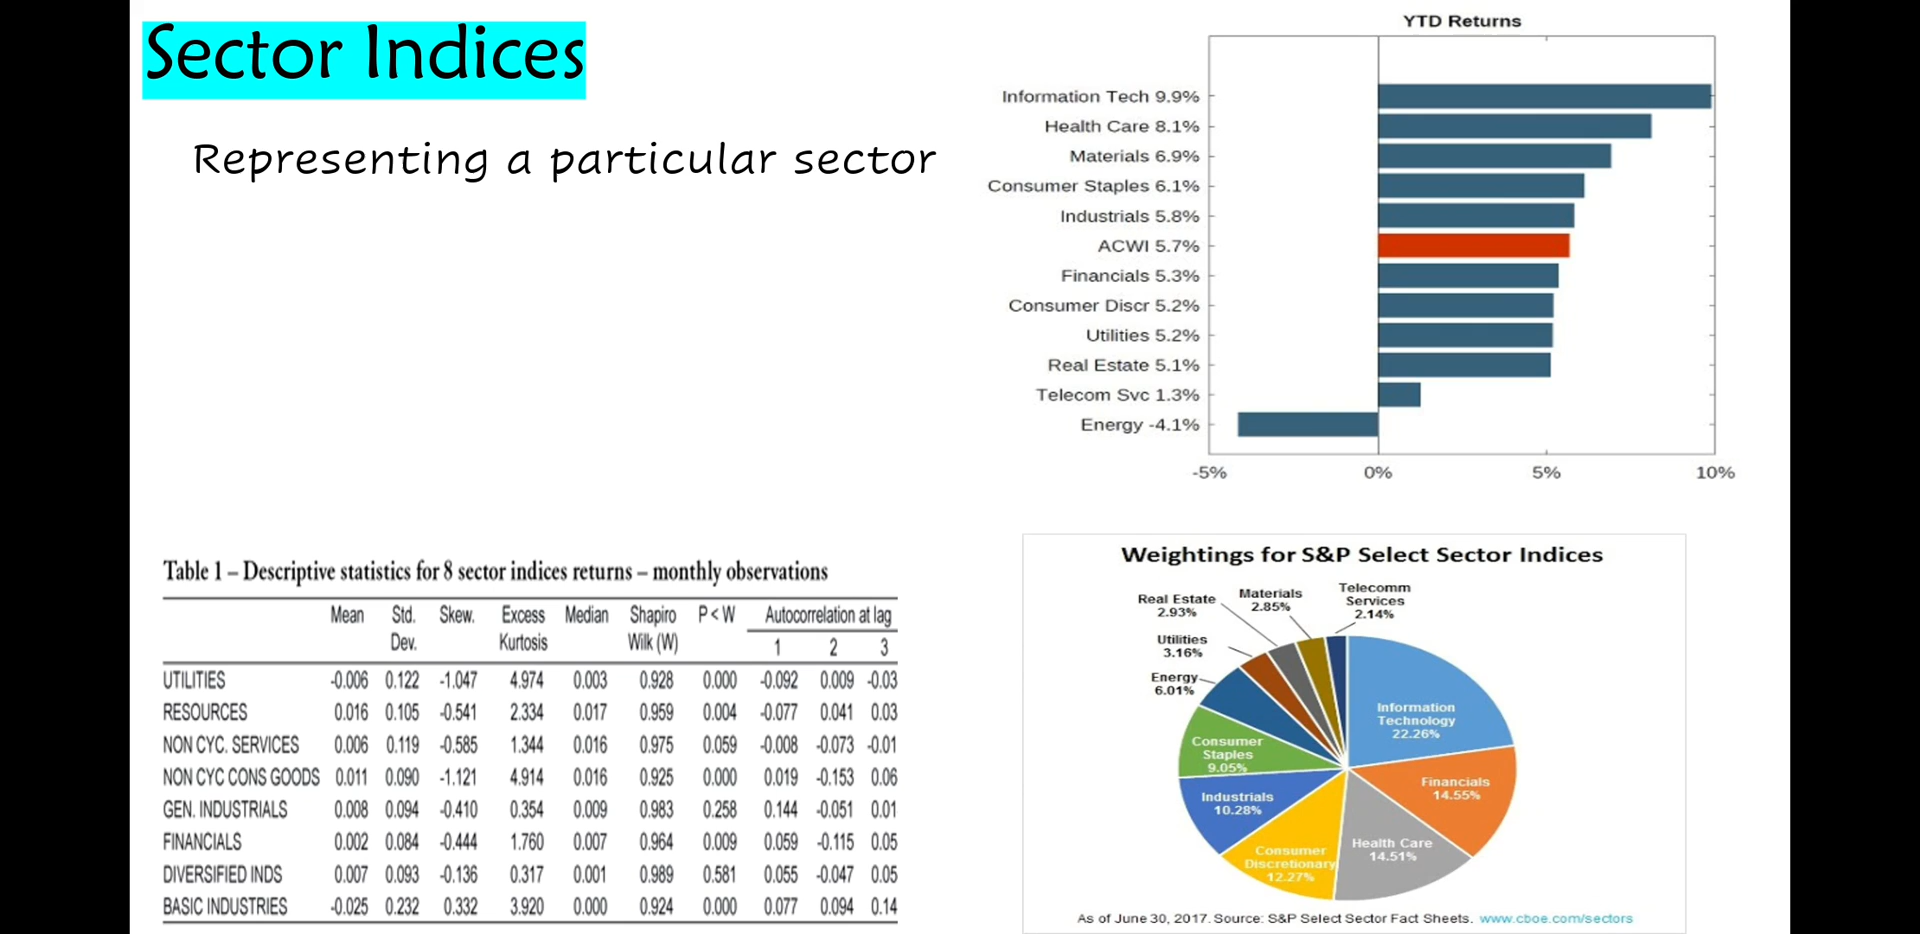 Sector Indices
Representing a particular sector
YTD Returns
Information Tech 9.9%
Health Care 8.1%
Materials 6.9%
Consumer Staples 6.1%
Industrials 5.8%
ACWI 5.7%
Financials 5.3%
Consumer Discr 5.2%
Utilities 5.2%
Real Estate 5.1%
Telecom Svc 1.3%
Energy -4.1%
-5% 0% 5% 10%
Table 1 – Descriptive statistics for 8 sector indices returns – monthly observations
Mean Std. Skew. Excess Median Shapiro P < W Autocorrelation at lag
Dev. Kurtosis Wilk (W) 1 2 3
UTILITIES -0.006 0.122 -1.047 4.974 0.003 0.928 0.000 -0.092 0.009 -0.03
RESOURCES 0.016 0.105 -0.541 2.334 0.017 0.959 0.004 -0.077 0.041 0.03
NON CYC. SERVICES 0.006 0.119 -0.585 1.344 0.016 0.975 0.059 -0.008 -0.073 -0.01
NON CYC CONS GOODS 0.011 0.090 -1.121 4.914 0.016 0.925 0.000 0.019 -0.153 0.06
GEN. INDUSTRIALS 0.008 0.094 -0.410 0.354 0.009 0.983 0.258 0.144 -0.051 0.01
FINANCIALS 0.002 0.084 -0.444 1.760 0.007 0.964 0.009 0.059 -0.115 0.05
DIVERSIFIED INDS 0.007 0.093 -0.136 0.317 0.001 0.989 0.581 0.055 -0.047 0.05
BASIC INDUSTRIES -0.025 0.232 0.332 3.920 0.000 0.924 0.000 0.077 0.094 0.14
Weightings for S&P Select Sector Indices
Real Estate
2.93%
Materials
2.85%
Telecomm
Services
2.14%
Utilities
3.16%
Energy
6.01%
Information
Technology
22.26%
Consumer
Staples
9.05%
Financials
14.55%
Industrials
10.28%
Health Care
14.51%
Consumer
Discretionary
12.27%
As of June 30, 2017. Source: S&P Select Sector Fact Sheets. www.cboe.com/sectors